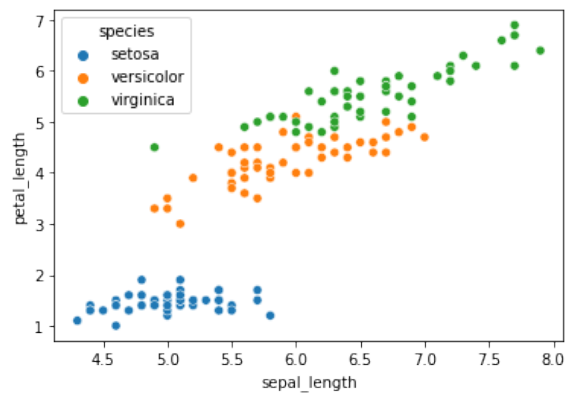 species
setosa
versicolor
virginica
7
6
5
4
3
2
1
petal_length
4.5 5.0 5.5 6.0 6.5 7.0 7.5 8.0
sepal_length